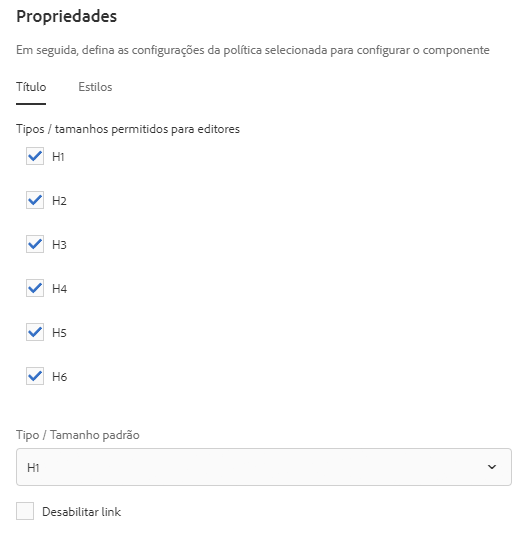 Propriedades
Em seguida, defina as configurações da política selecionada para configurar o componente
Título Estilos
Tipos / tamanhos permitidos para editores
H1
H2
H3
H4
H5
H6
Tipo / Tamanho padrão
H1
Desabilitar link